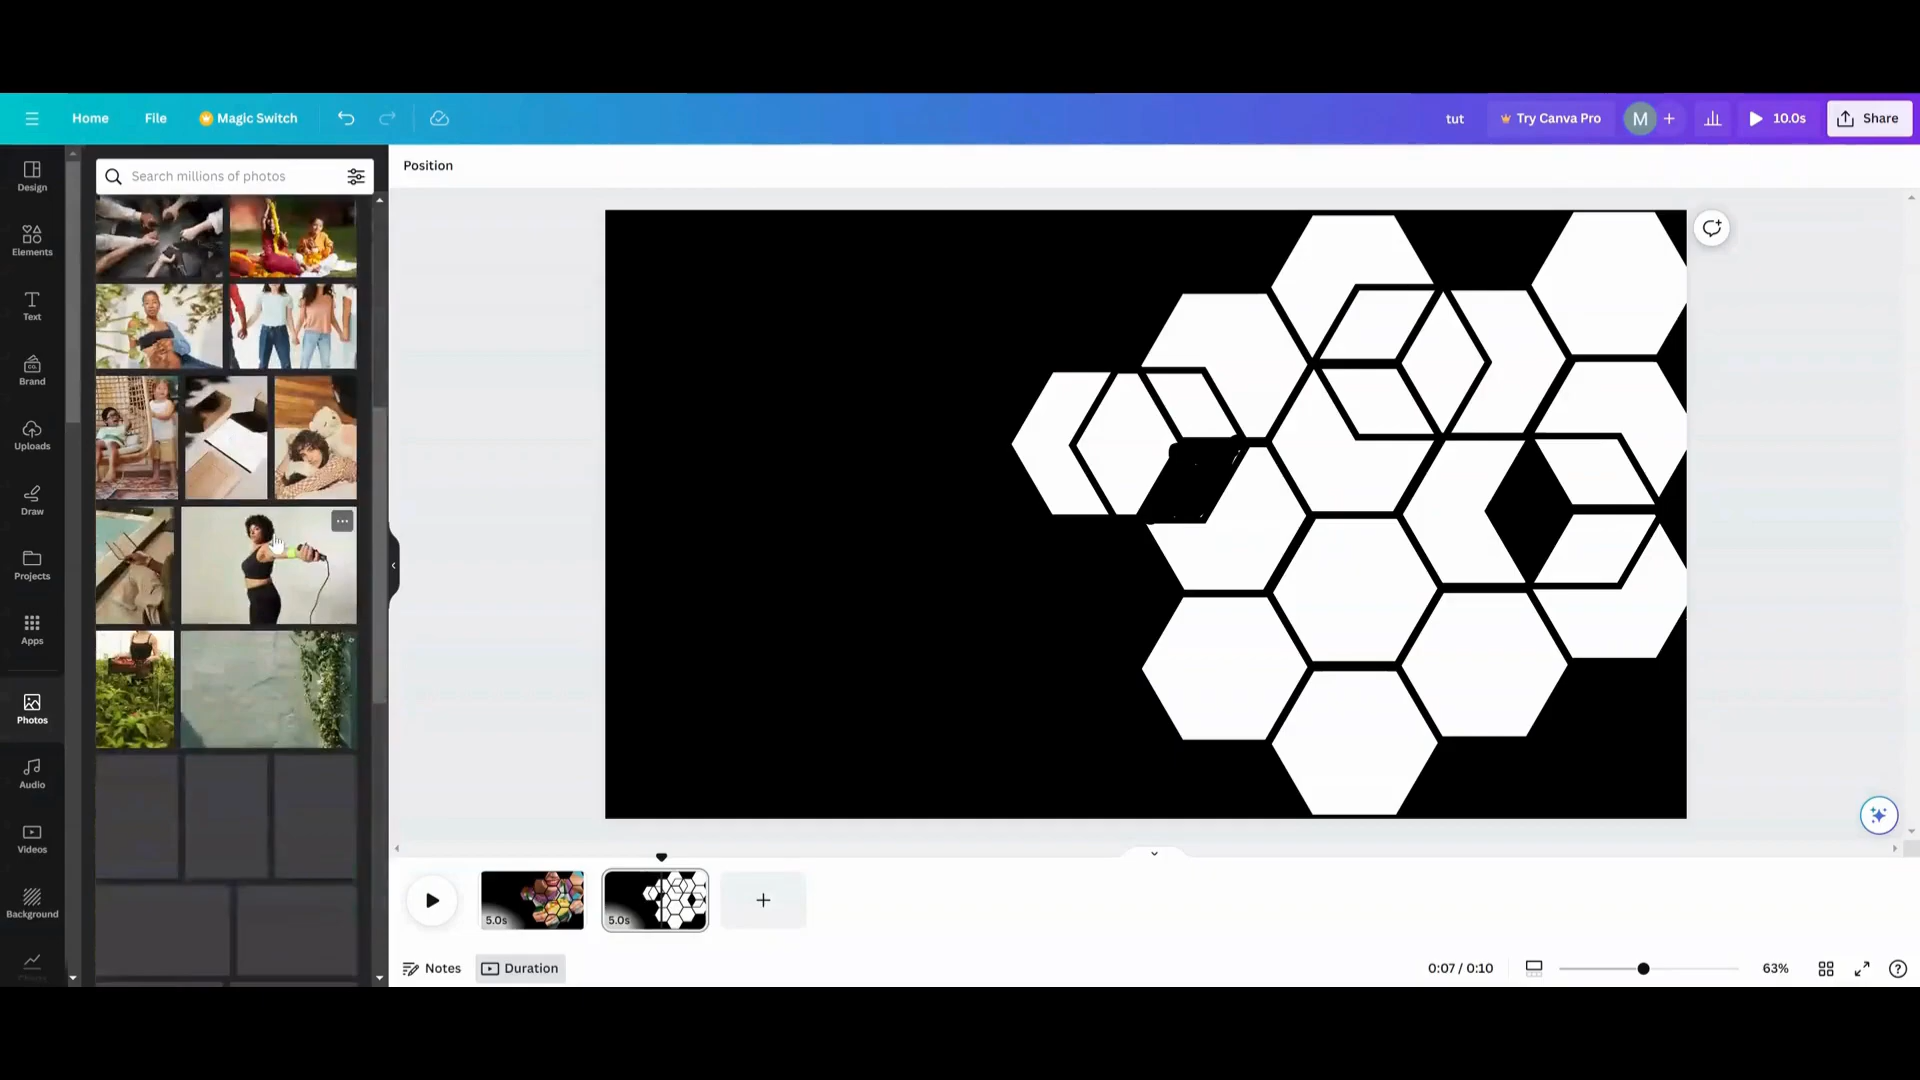 Home File Magic Switch tut Try Canva Pro M + 10.0s Share
Search millions of photos
Position
Design
Elements
Text
Brand
Uploads
Draw
Projects
Apps
Photos
Audio
Videos
Background
5.0s 5.0s
Notes Duration 0:07 / 0:10 63%